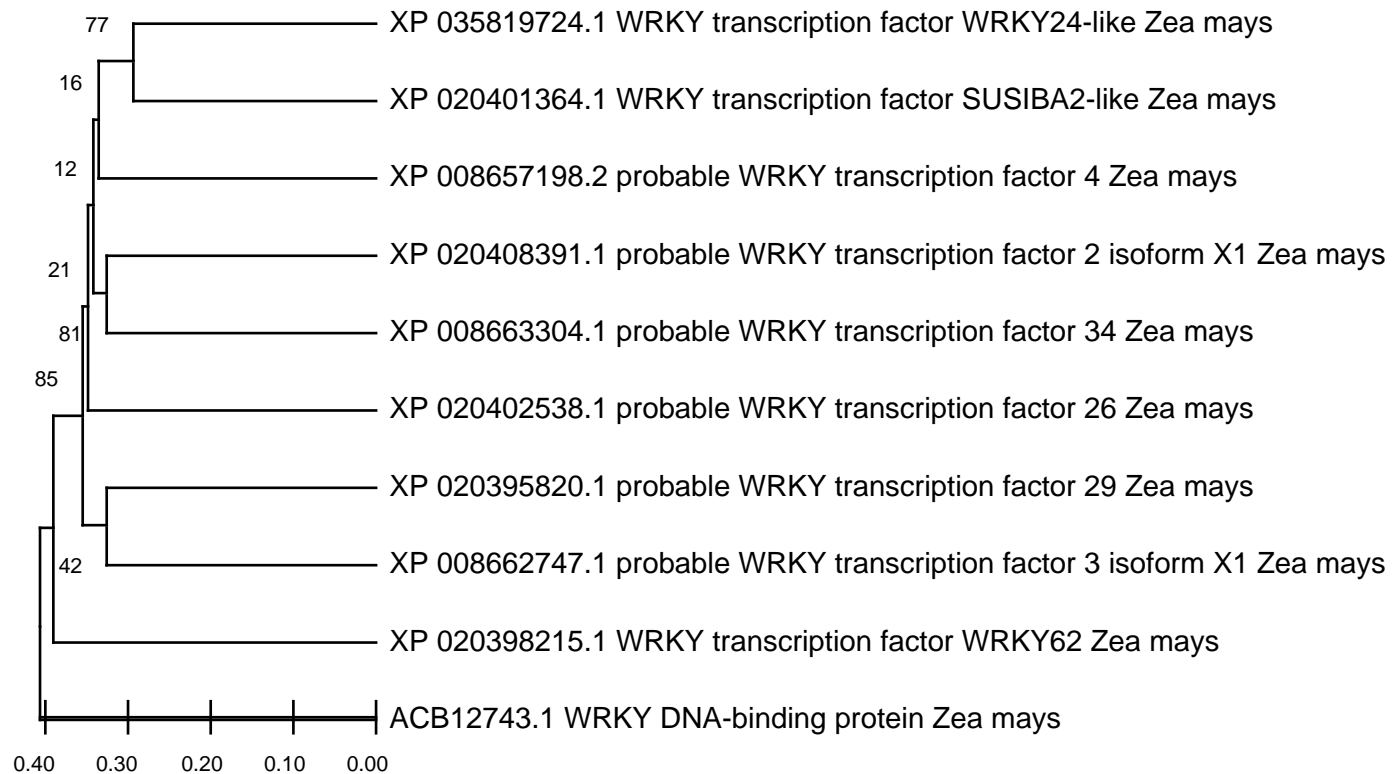 77
XP 035819724.1 WRKY transcription factor WRKY24-like Zea mays
16
XP 020401364.1 WRKY transcription factor SUSIBA2-like Zea mays
12
XP 008657198.2 probable WRKY transcription factor 4 Zea mays
XP 020408391.1 probable WRKY transcription factor 2 isoform X1 Zea mays
21
XP 008663304.1 probable WRKY transcription factor 34 Zea mays
81
85
XP 020402538.1 probable WRKY transcription factor 26 Zea mays
XP 020395820.1 probable WRKY transcription factor 29 Zea mays
42
XP 008662747.1 probable WRKY transcription factor 3 isoform X1 Zea mays
XP 020398215.1 WRKY transcription factor WRKY62 Zea mays
ACB12743.1 WRKY DNA-binding protein Zea mays
0.40 0.30 0.20 0.10 0.00